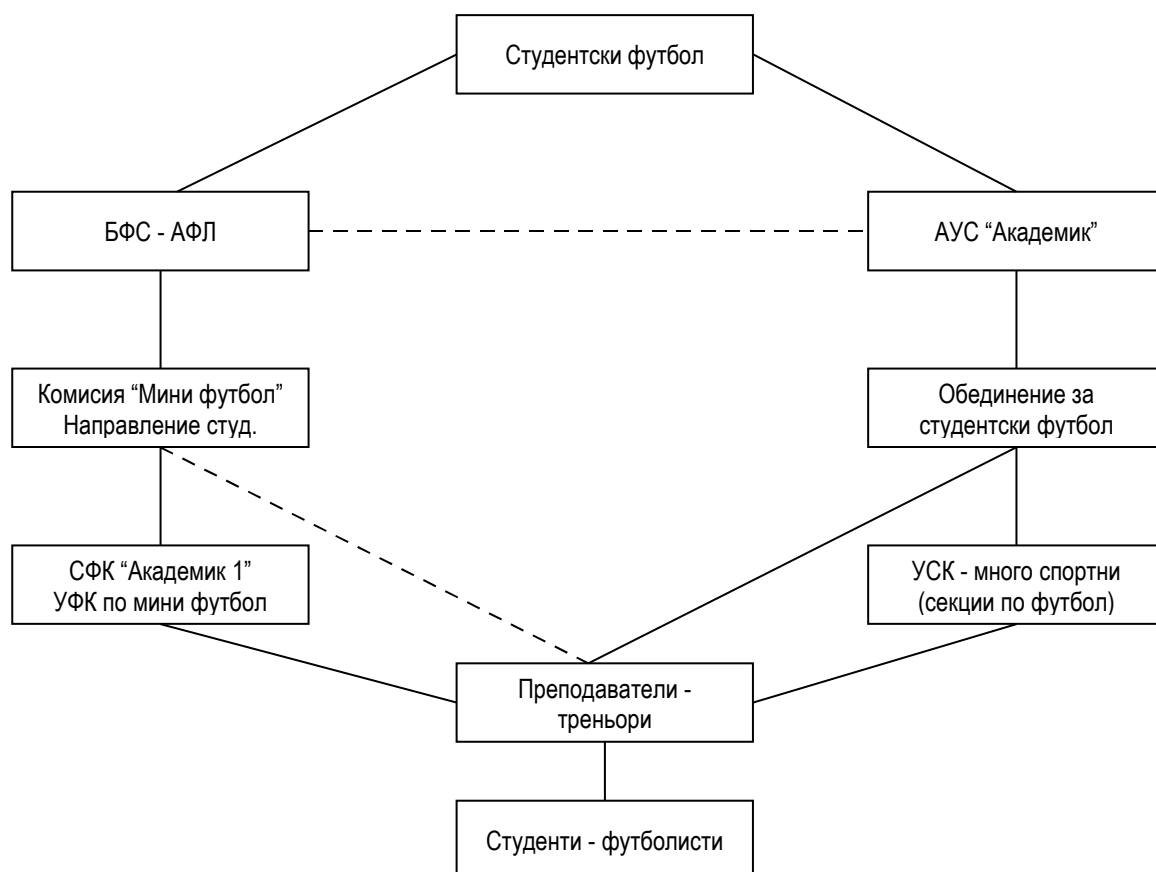 Студентски футбол
БФС - АФЛ
АУС “Академик”
Комисия “Мини футбол”
Направление студ.
Обединение за
студентски футбол
СФК “Академик 1”
УФК по мини футбол
УСК - много спортни
(секции по футбол)
Преподаватели -
треньори
Студенти - футболисти